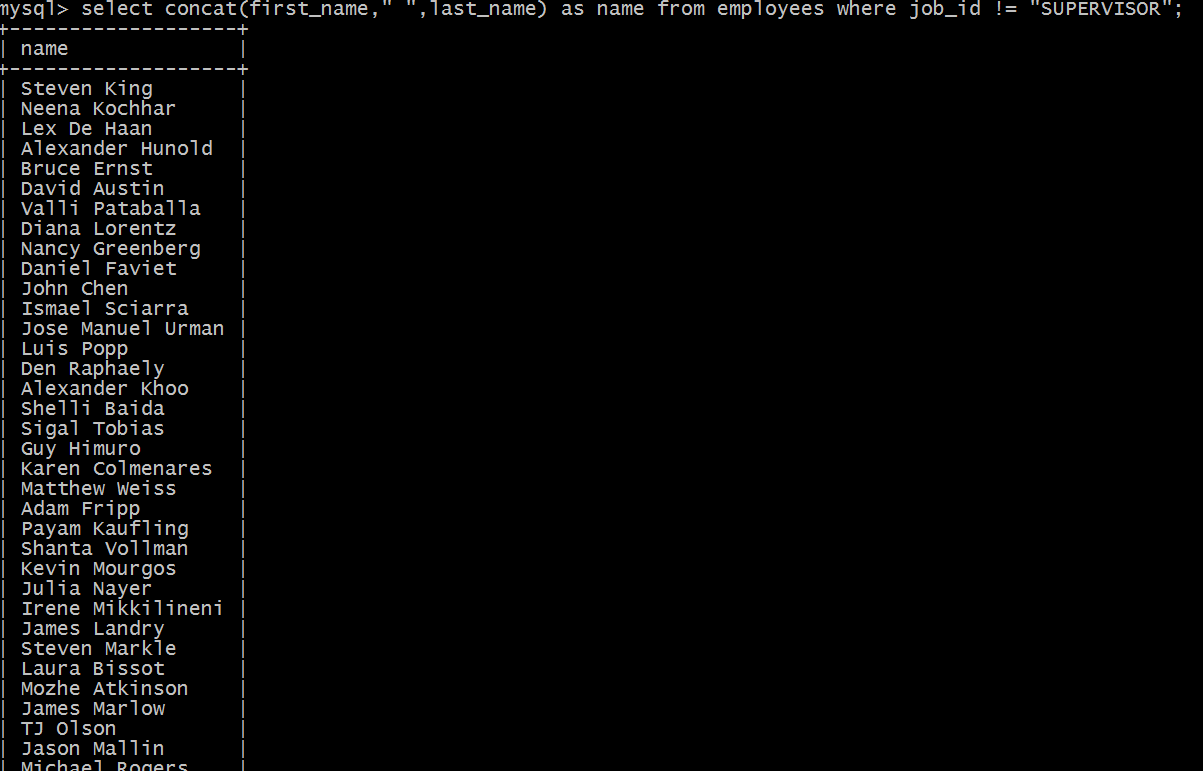 mysql> select concat(first_name," ",last_name) as name from employees where job_id != "SUPERVISOR";
+-------------------+
| name              |
+-------------------+
| Steven King       |
| Neena Kochhar     |
| Lex De Haan       |
| Alexander Hunold  |
| Bruce Ernst       |
| David Austin      |
| Valli Pataballa   |
| Diana Lorentz     |
| Nancy Greenberg   |
| Daniel Faviet     |
| John Chen         |
| Ismael Sciarra    |
| Jose Manuel Urman |
| Luis Popp         |
| Den Raphaely      |
| Alexander Khoo    |
| Shelli Baida      |
| Sigal Tobias      |
| Guy Himuro        |
| Karen Colmenares  |
| Matthew Weiss     |
| Adam Fripp        |
| Payam Kaufling    |
| Shanta Vollman    |
| Kevin Mourgos     |
| Julia Nayer       |
| Irene Mikkilineni |
| James Landry      |
| Steven Markle     |
| Laura Bissot      |
| Mozhe Atkinson    |
| James Marlow      |
| TJ Olson          |
| Jason Mallin      |
| Michael Rogers    |